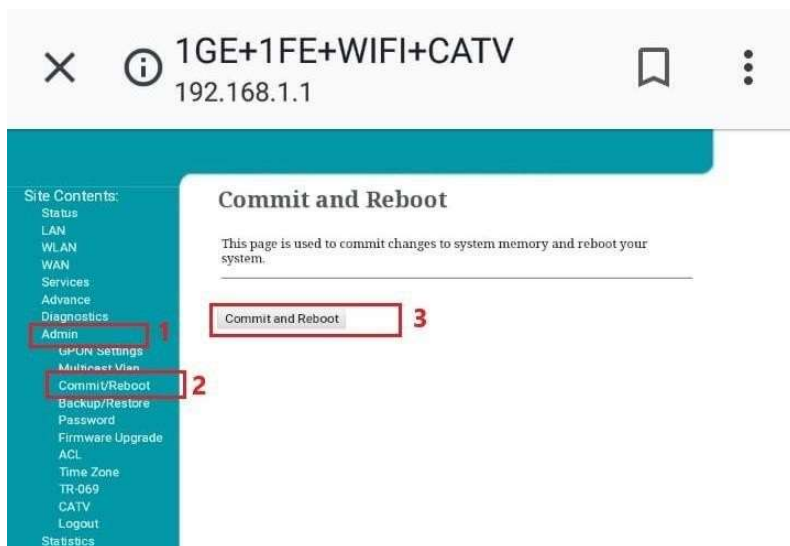 1GE+1FE+WIFI+CATV
192.168.1.1
Site Contents:
Status
LAN
WLAN
WAN
Services
Advance
Diagnostics
Admin
1
GPON Settings
Multicast Vlan
Commit/Reboot
2
Backup/Restore
Password
Firmware Upgrade
ACL
Time Zone
TR-069
CATV
Logout
Statistics
Commit and Reboot
This page is used to commit changes to system memory and reboot your
system.
Commit and Reboot
3